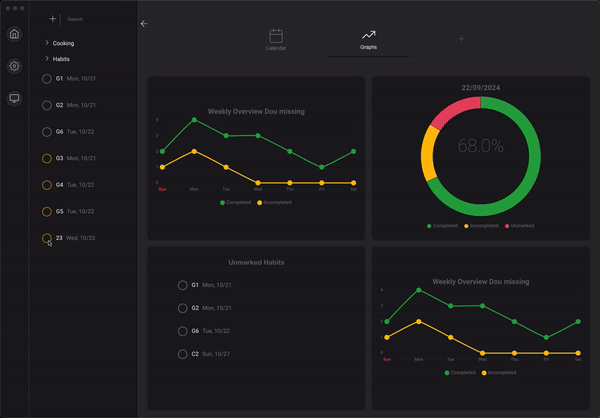 Search
Cooking
Habits
G1 Mon, 10/21
G2 Mon, 10/21
G6 Tue, 10/22
G3 Mon, 10/21
G4 Tue, 10/22
G5 Tue, 10/22
23 Wed, 10/23
Calendar
Graphs
Weekly Overview Dou missing
4
3
2
1
0
Sun Mon Tue Wed Thu Fri Sat
Completed Incompleted
22/09/2024
68.0%
Completed Incompleted Unmarked
Unmarked Habits
G1 Mon, 10/21
G2 Mon, 10/21
G6 Tue, 10/22
C2 Sun, 10/27
Weekly Overview Dou missing
4
3
2
1
0
Sun Mon Tue Wed Thu Fri Sat
Completed Incompleted